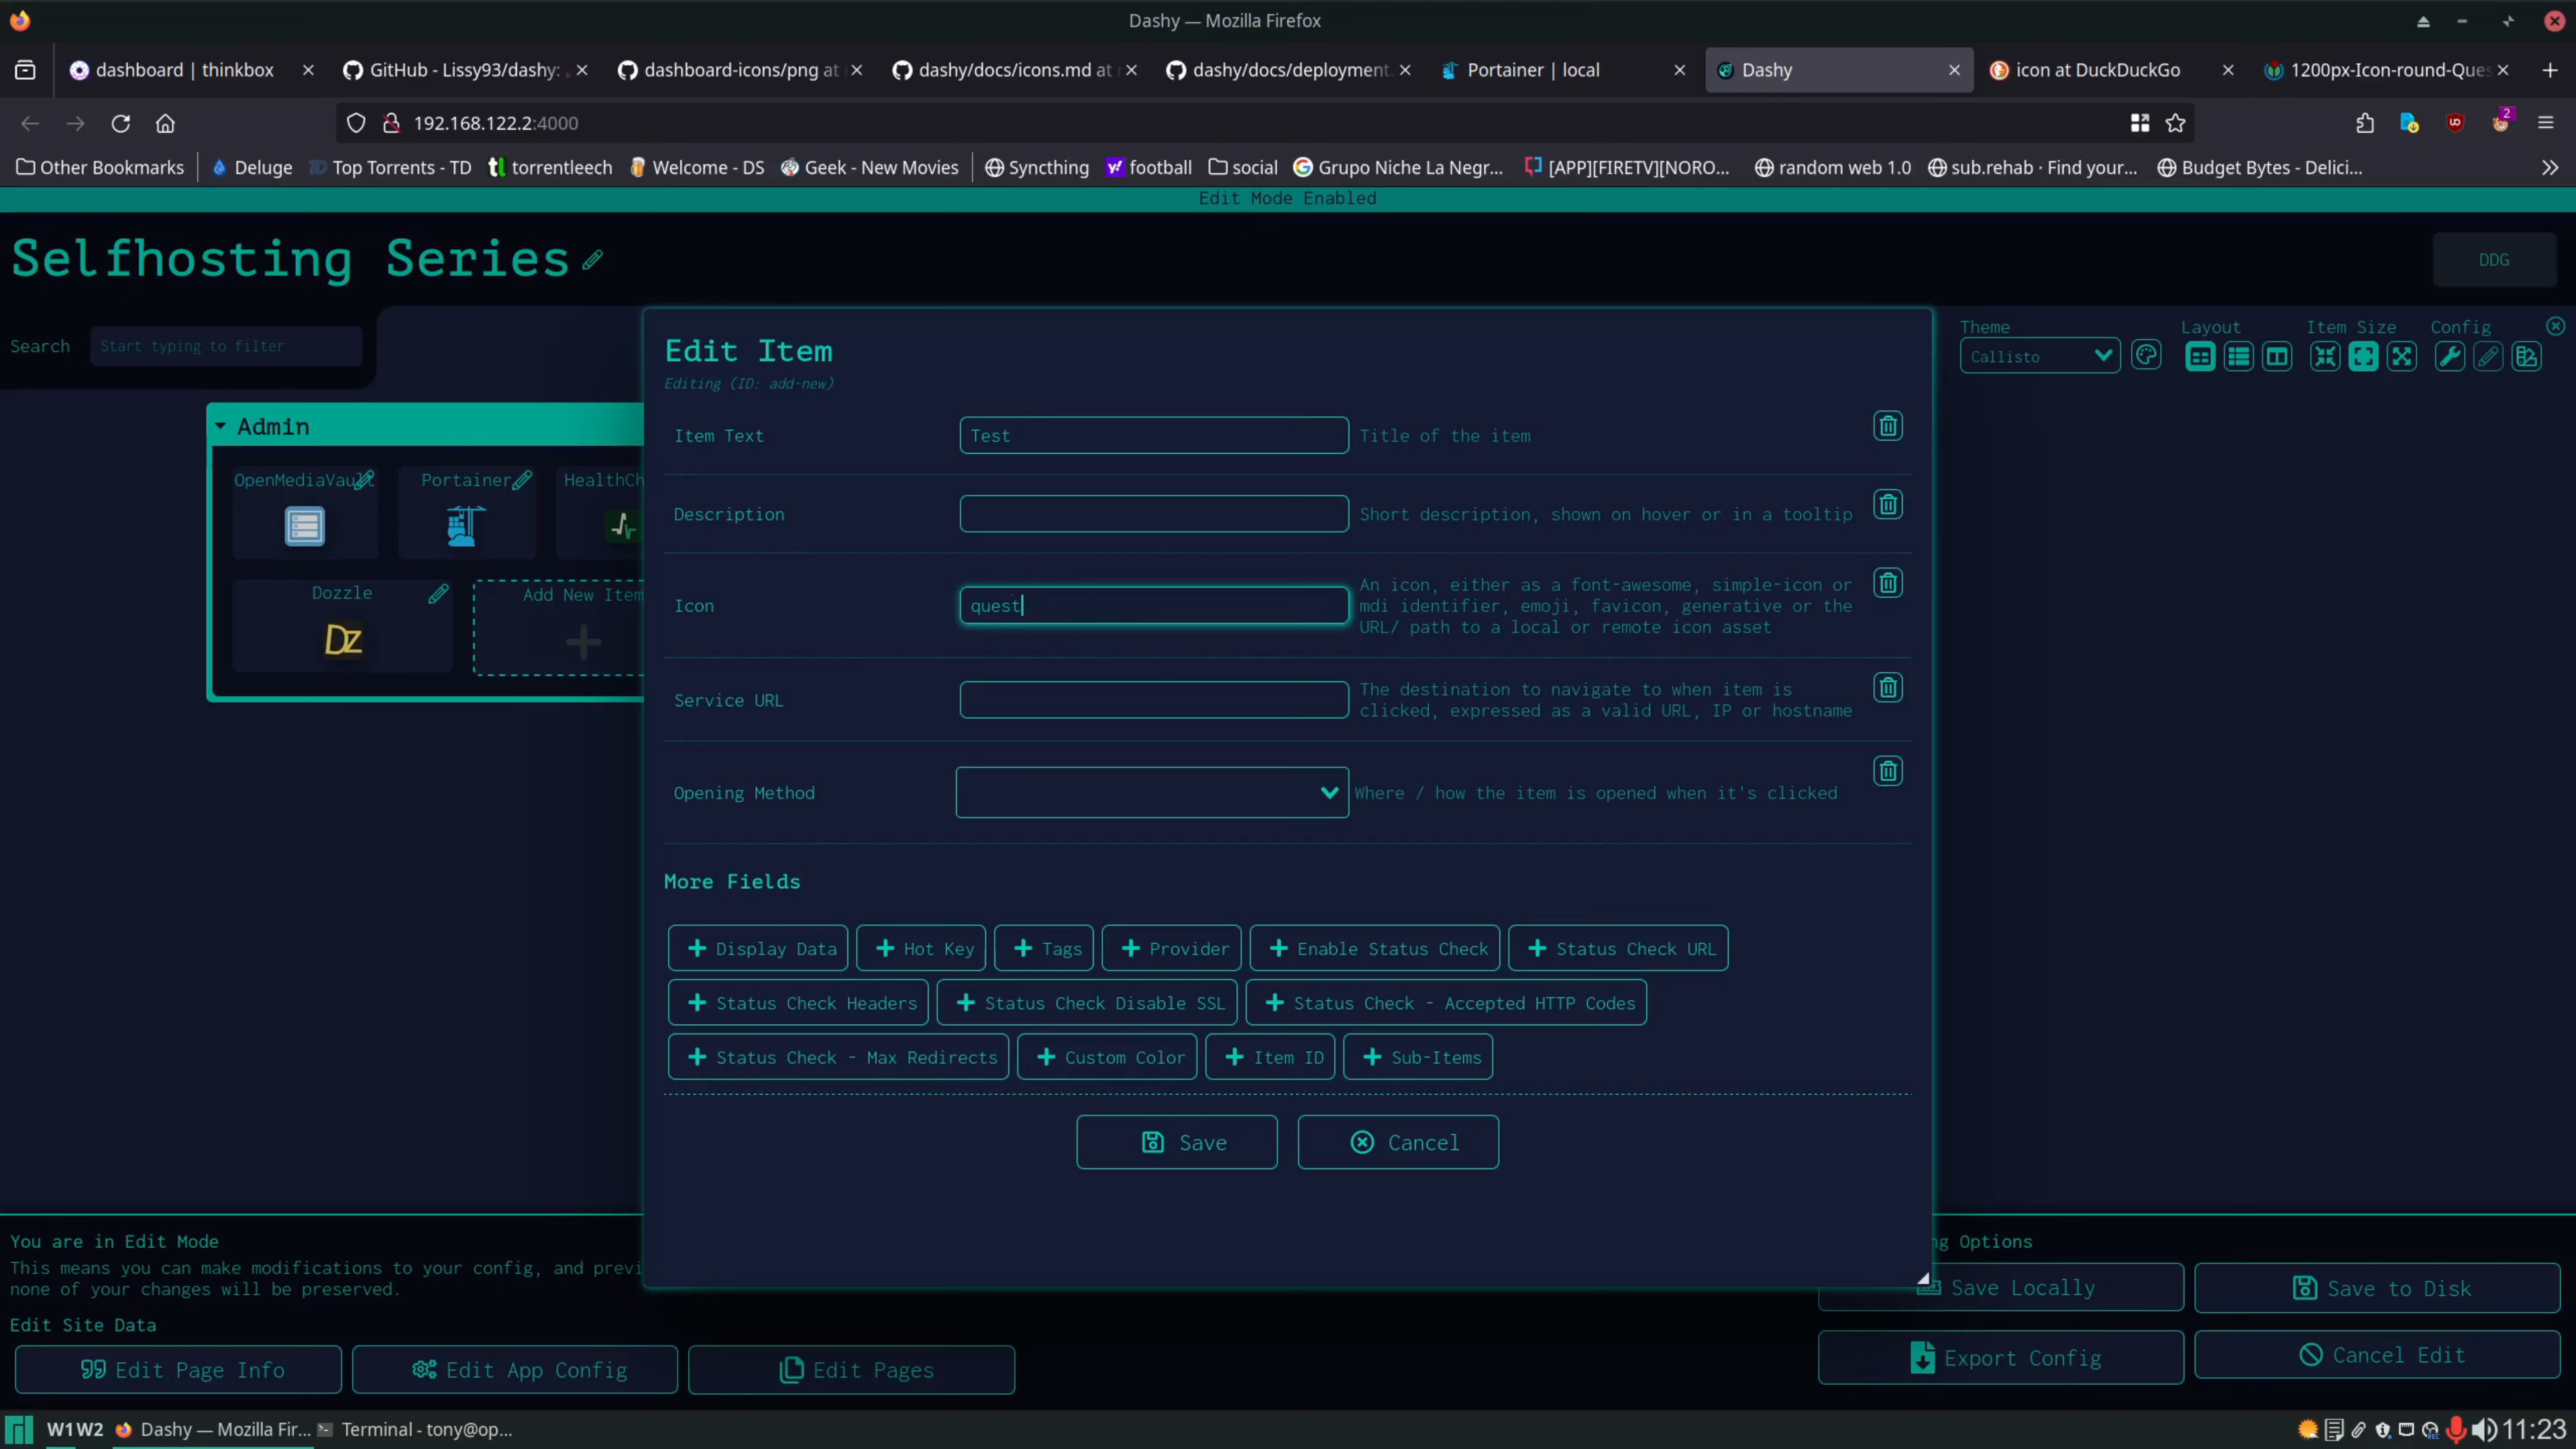 Dashy — Mozilla Firefox
dashboard | thinkbox
GitHub - Lissy93/dashy:
dashboard-icons/png at
dashy/docs/icons.md at
dashy/docs/deployment.
Portainer | local
Dashy
icon at DuckDuckGo
1200px-Icon-round-Ques
192.168.122.2:4000
2
Other Bookmarks
Deluge
Top Torrents - TD
torrentleech
Welcome - DS
Geek - New Movies
Syncthing
football
social
Grupo Niche La Negr...
[APP][FIRETV][NORO...
random web 1.0
sub.rehab · Find your...
Budget Bytes - Delici...
Edit Mode Enabled
Selfhosting Series
DDG
Search
Start typing to filter
Theme
Callisto
Layout
Item Size
Config
Admin
OpenMediaVault
Portainer
HealthCh
Dozzle
DZ
Add New Item
Edit Item
Editing (ID: add-new)
Item Text
Test
Title of the item
Description
Short description, shown on hover or in a tooltip
Icon
quest
An icon, either as a font-awesome, simple-icon or
mdi identifier, emoji, favicon, generative or the
URL/ path to a local or remote icon asset
Service URL
The destination to navigate to when item is
clicked, expressed as a valid URL, IP or hostname
Opening Method
Where / how the item is opened when it's clicked
More Fields
Display Data
Hot Key
Tags
Provider
Enable Status Check
Status Check URL
Status Check Headers
Status Check Disable SSL
Status Check - Accepted HTTP Codes
Status Check - Max Redirects
Custom Color
Item ID
Sub-Items
Save
Cancel
You are in Edit Mode
This means you can make modifications to your config, and previ
none of your changes will be preserved.
Edit Site Data
Edit Page Info
Edit App Config
Edit Pages
ng Options
Save Locally
Save to Disk
Export Config
Cancel Edit
W1 W2
Dashy — Mozilla Fir...
Terminal - tony@op...
11:23